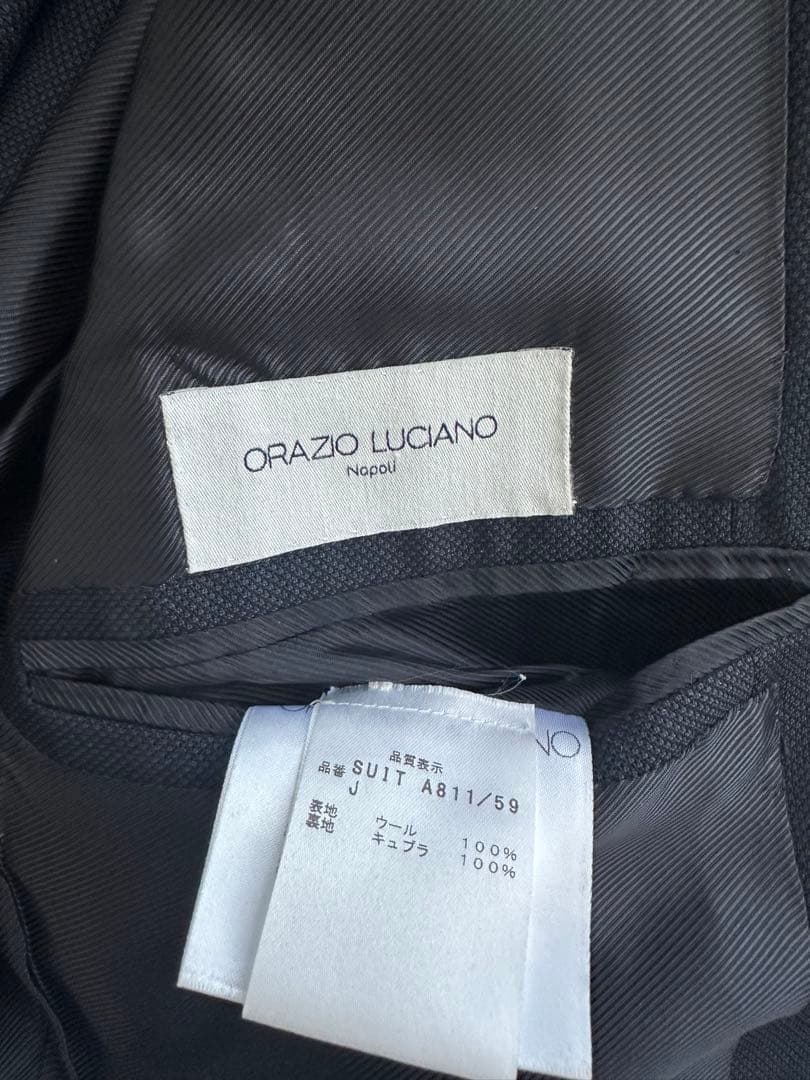 ORAZIO LUCIANO
Napoli
NO
品質表示
品番 SUIT A811/59
J
表地 ウール 100%
裏地 キュプラ 100%